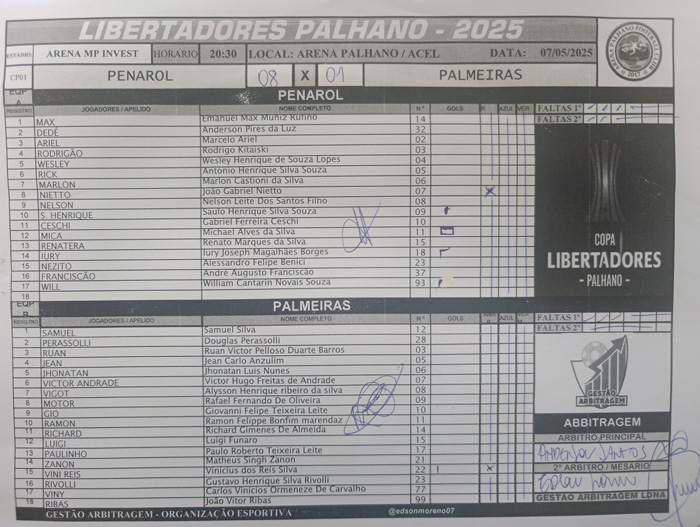 LIBERTADORES PALHANO - 2025
ESTÁDIO ARENA MP INVEST HORARIO 20:30 LOCAL: ARENA PALHANO / ACEL DATA: 07/05/2025
CP01 PENAROL 08 X 01 PALMEIRAS
EQP A PENAROL
REGISTRO JOGADORES / APELIDO NOME COMPLETO N° GOLS AZUL VER FALTAS 1°
1 MAX Emanuel Max Muniz Rufino 14 FALTAS 2°
2 DEDÉ Anderson Pires da Luz 32
3 ARIEL Marcelo Ariel 02
4 RODRIGÃO Rodrigo Kitaiski 03
5 WESLEY Wesley Henrique de Souza Lopes 04
6 RICK Antonio Henrique Silva Souza 05
7 MARLON Marlon Castioni da Silva 06
8 NIETTO João Gabriel Nietto 07 X
9 NELSON Nelson Leite Dos Santos Filho 08
10 S. HENRIQUE Saulo Henrique Silva Souza 09
11 CESCHI Gabriel Ferreira Ceschi 10
12 MICA Michael Alves da Silva 11
13 RENATERA Renato Marques da Silva 15
14 IURY Iury Joseph Magalhães Borges 18
15 NEZITO Alessandro Felipe Benici 23
16 FRANCISCÃO Andre Augusto Franciscão 37
17 WILL William Cantarin Novais Souza 93
18
COPA
LIBERTADORES
- PALHANO -
PALMEIRAS
REGISTRO JOGADORES / APELIDO NOME COMPLETO N° GOLS AZUL FALTAS 1°
1 SAMUEL Samuel Silva 12 FALTAS 2°
2 PERASSOLLI Douglas Perassolli 28
3 RUAN Ruan Victor Pelloso Duarte Barros 03
4 JEAN Jean Carlo Anzulim 05
5 JHONATAN Jhonatan Luis Nunes 06
6 VICTOR ANDRADE Victor Hugo Freitas de Andrade 07
7 VIGOT Alysson Henrique ribeiro da silva 08
8 MOTOR Rafael Fernando De Oliveira 09
9 GIO Giovanni Felipe Teixeira Leite 10
10 RAMON Ramon Felippe Bonfim marendaz 11
11 RICHARD Richard Gimenes De Almeida 14
12 LUIGI Luigi Funaro 15
13 PAULINHO Paulo Roberto Teixeira Leite 17
14 ZANON Matheus Singh Zanon 21
15 VINI REIS Vinicius dos Reis Silva 22 X
16 RIVOLLI Gustavo Henrique Silva Rivolli 23
17 VINY Carlos Vinicios Ormeneze De Carvalho 77
18 RIBAS João Vitor Ribas 99
GESTÃO
ARBITRAGEM
ABBITRAGEM
ARBITRO PRINCIPAL
ANDERSON SANTOS
2° ARBITRO / MESÁRIO
GESTÃO ARBITRAGEM LDNA
GESTÃO ARBITRAGEM - ORGANIZAÇÃO ESPORTIVA @edsonmoreno07